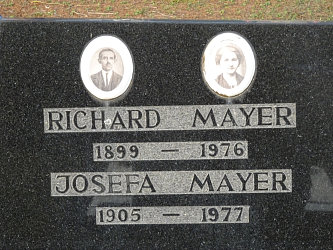 RICHARD MAYER
1899 — 1976
JOSEFA MAYER
1905 — 1977